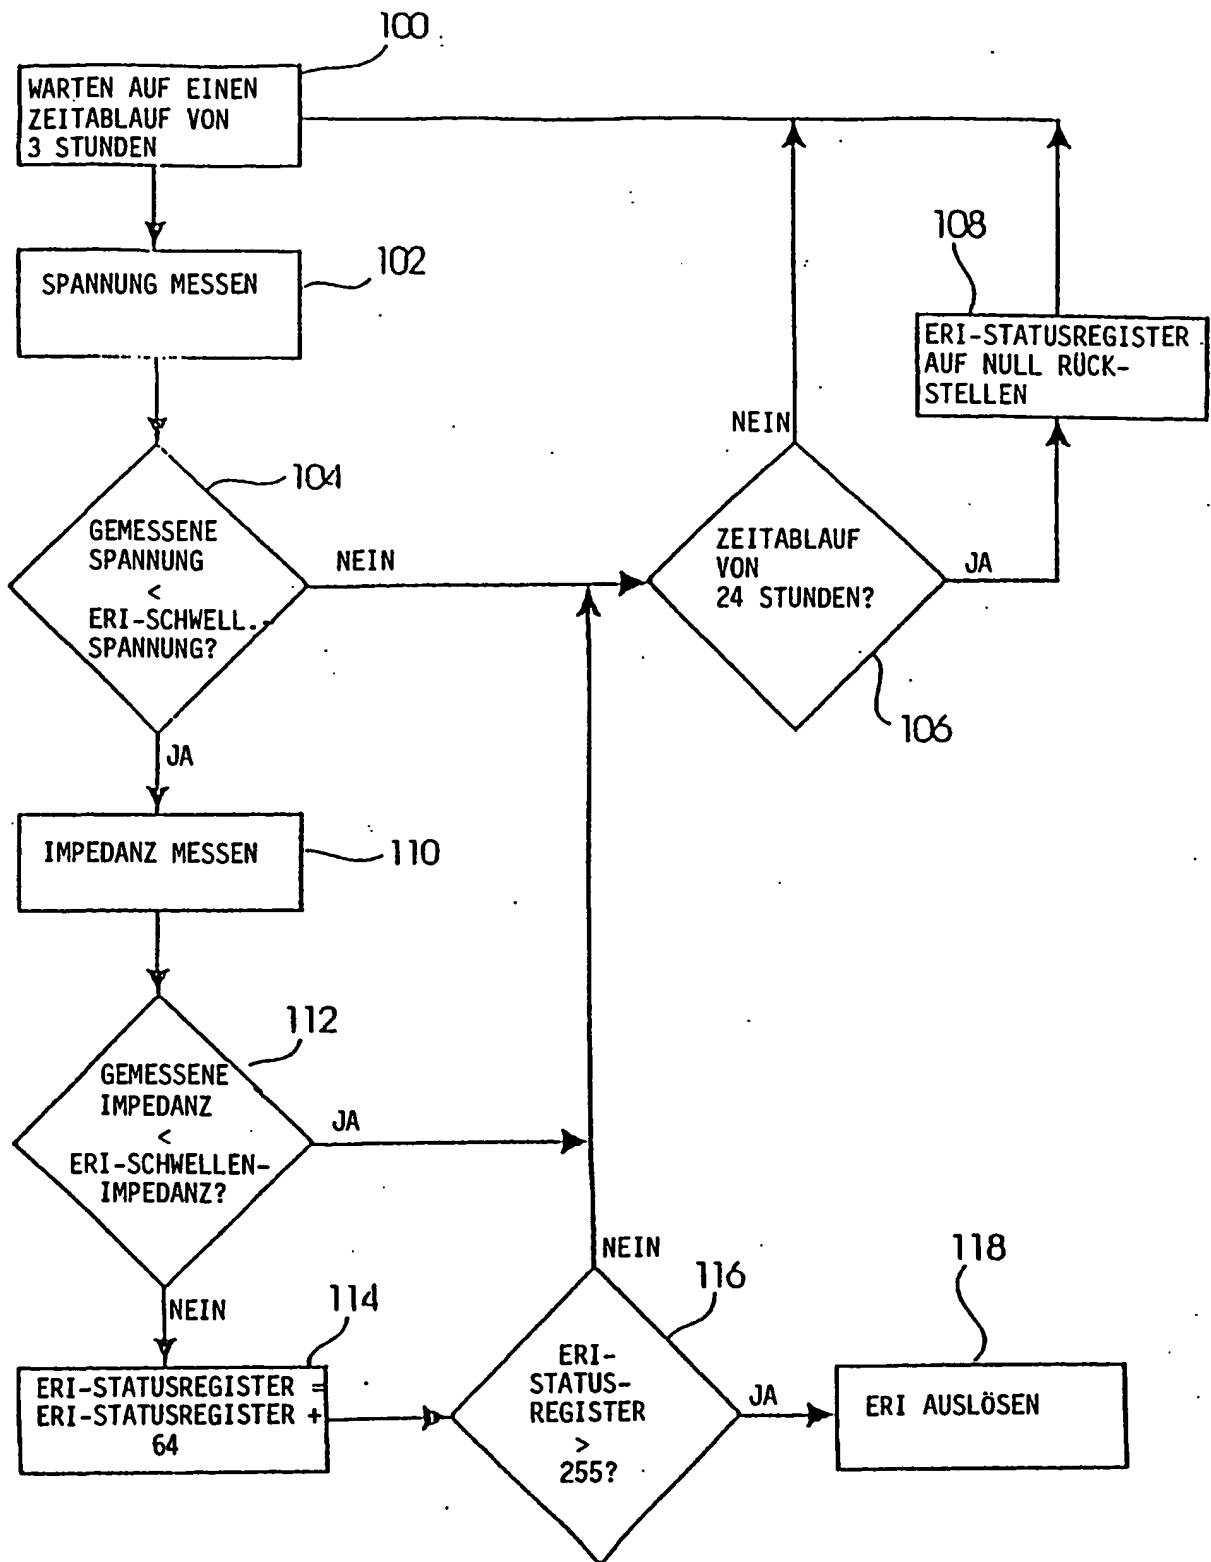 100
WARTEN AUF EINEN
ZEITABLAUF VON
3 STUNDEN
102
SPANNUNG MESSEN
108
ERI-STATUSREGISTER
AUF NULL RÜCK-
STELLEN
NEIN
104
GEMESSENE
SPANNUNG
<
ERI-SCHWELL.-
SPANNUNG?
NEIN
ZEITABLAUF
VON
24 STUNDEN?
JA
106
JA
IMPEDANZ MESSEN
110
112
GEMESSENE
IMPEDANZ
<
ERI-SCHWELLEN-
IMPEDANZ?
JA
NEIN
NEIN
114
ERI-STATUSREGISTER =
ERI-STATUSREGISTER +
64
116
ERI-
STATUS-
REGISTER
>
255?
JA
118
ERI AUSLÖSEN